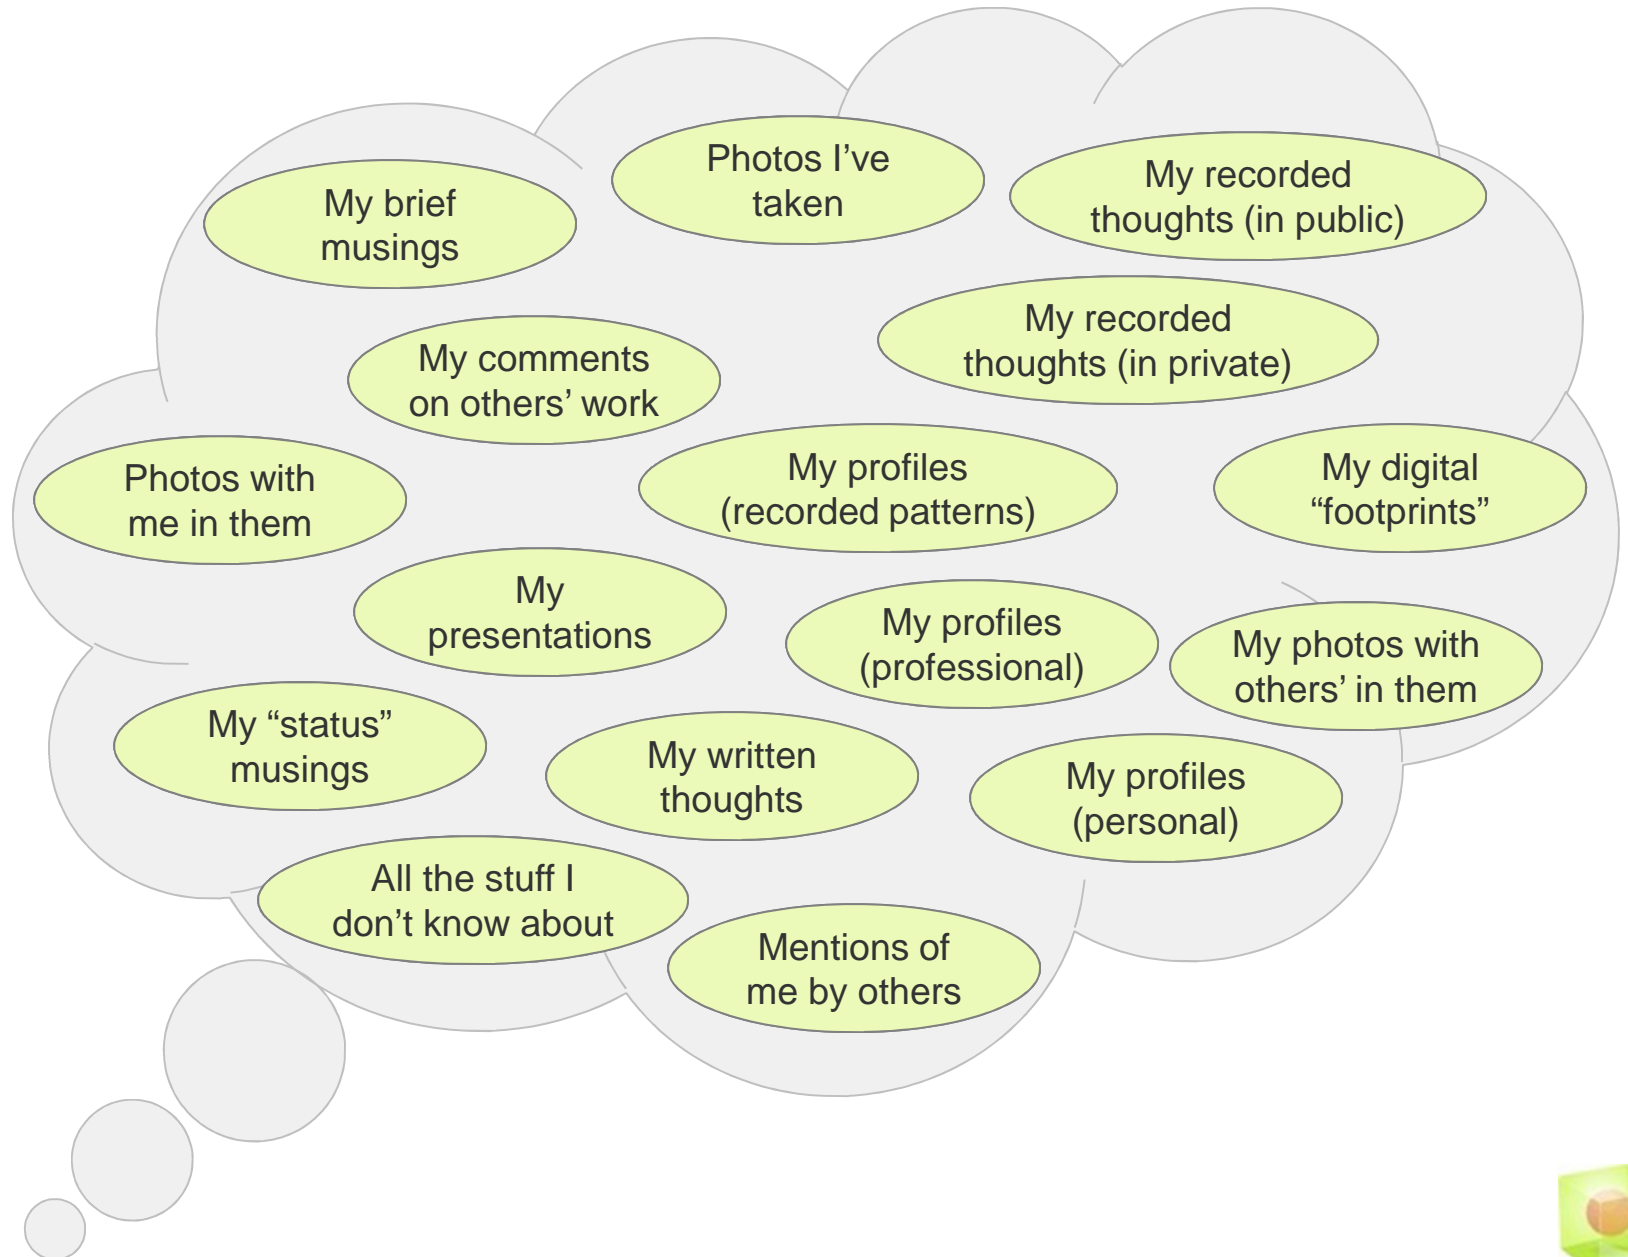 My brief
musings
Photos I’ve
taken
My recorded
thoughts (in public)
My recorded
thoughts (in private)
My comments
on others’ work
Photos with
me in them
My profiles
(recorded patterns)
My digital
“footprints”
My
presentations
My profiles
(professional)
My photos with
others’ in them
My “status”
musings
My written
thoughts
My profiles
(personal)
All the stuff I
don’t know about
Mentions of
me by others